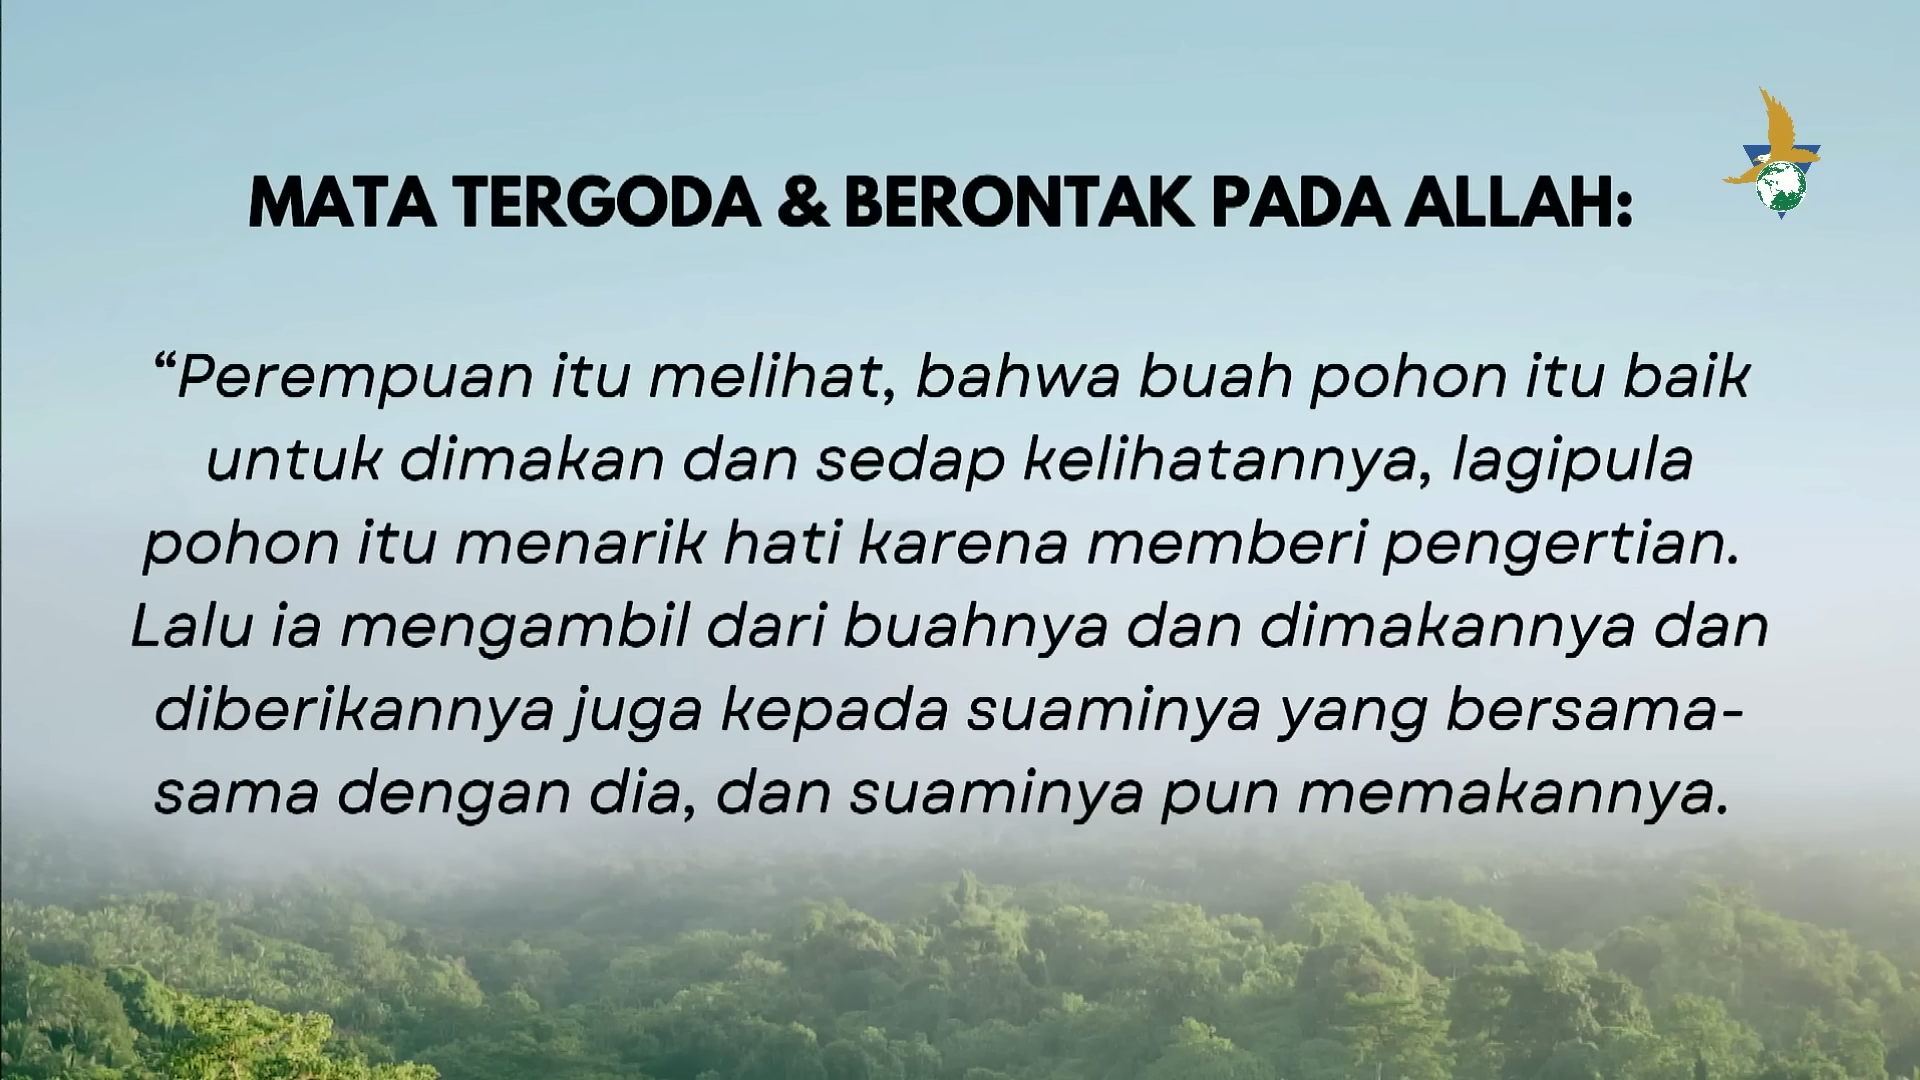 MATA TERGODA & BERONTAK PADA ALLAH:
“Perempuan itu melihat, bahwa buah pohon itu baik
untuk dimakan dan sedap kelihatannya, lagipula
pohon itu menarik hati karena memberi pengertian.
Lalu ia mengambil dari buahnya dan dimakannya dan
diberikannya juga kepada suaminya yang bersama-
sama dengan dia, dan suaminya pun memakannya.